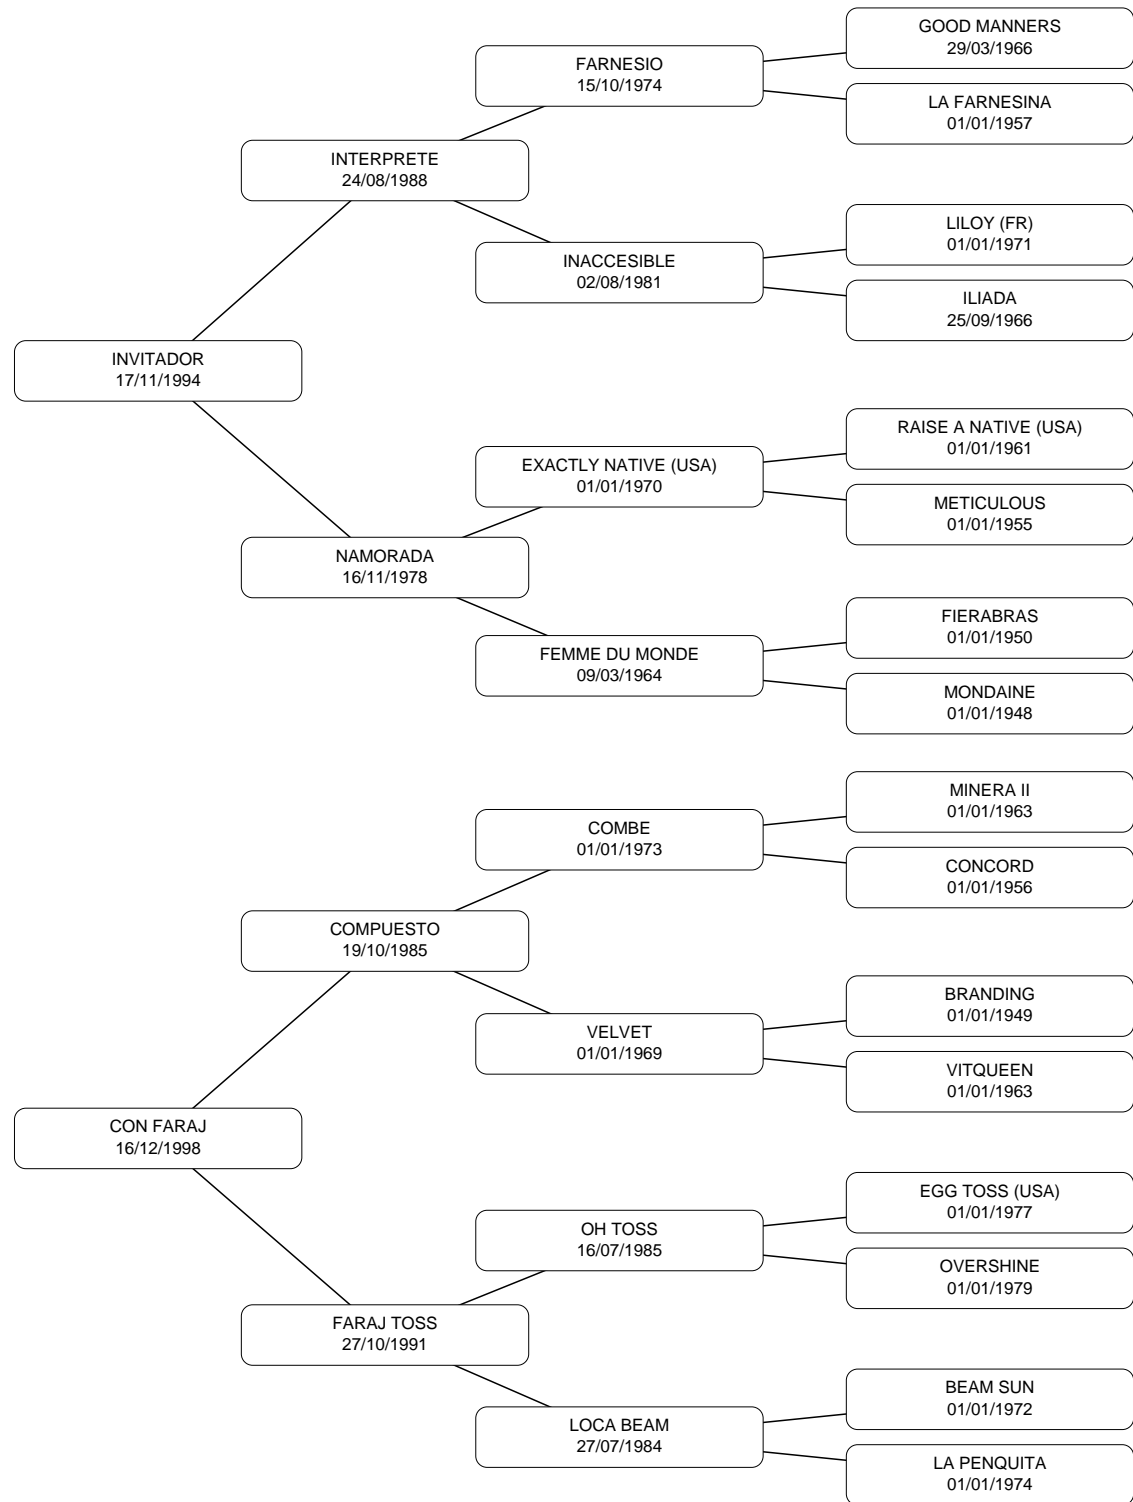 GOOD MANNERS
29/03/1966
FARNESIO
15/10/1974
LA FARNESINA
01/01/1957
INTERPRETE
24/08/1988
LILOY (FR)
01/01/1971
INACCESIBLE
02/08/1981
ILIADA
25/09/1966
INVITADOR
17/11/1994
RAISE A NATIVE (USA)
01/01/1961
EXACTLY NATIVE (USA)
01/01/1970
METICULOUS
01/01/1955
NAMORADA
16/11/1978
FIERABRAS
01/01/1950
FEMME DU MONDE
09/03/1964
MONDAINE
01/01/1948
MINERA II
01/01/1963
COMBE
01/01/1973
CONCORD
01/01/1956
COMPUESTO
19/10/1985
BRANDING
01/01/1949
VELVET
01/01/1969
VITQUEEN
01/01/1963
CON FARAJ
16/12/1998
EGG TOSS (USA)
01/01/1977
OH TOSS
16/07/1985
OVERSHINE
01/01/1979
FARAJ TOSS
27/10/1991
BEAM SUN
01/01/1972
LOCA BEAM
27/07/1984
LA PENQUITA
01/01/1974